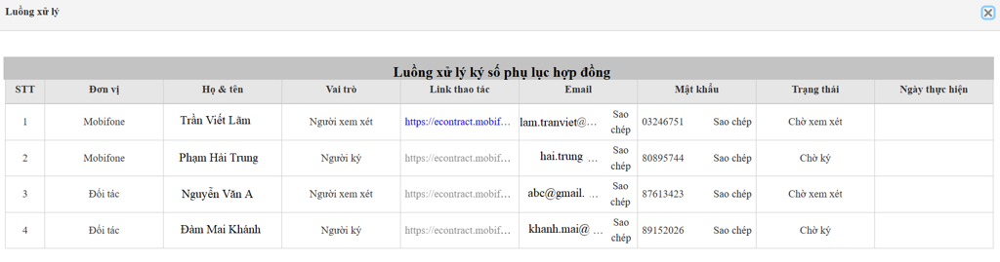 Luồng xử lý
Luồng xử lý ký số phụ lục hợp đồng
STT Đơn vị Họ & tên Vai trò Link thao tác Email Mật khẩu Trạng thái Ngày thực hiện
1 Mobifone Trần Viết Lãm Người xem xét https://econtract.mobif… lam.tranviet@… Sao chép 03246751 Sao chép Chờ xem xét
2 Mobifone Phạm Hải Trung Người ký https://econtract.mobif… hai.trung … Sao chép 80895744 Sao chép Chờ ký
3 Đối tác Nguyễn Văn A Người xem xét https://econtract.mobif… abc@gmail. … Sao chép 87613423 Sao chép Chờ xem xét
4 Đối tác Đàm Mai Khánh Người ký https://econtract.mobif… khanh.mai@ … Sao chép 89152026 Sao chép Chờ ký